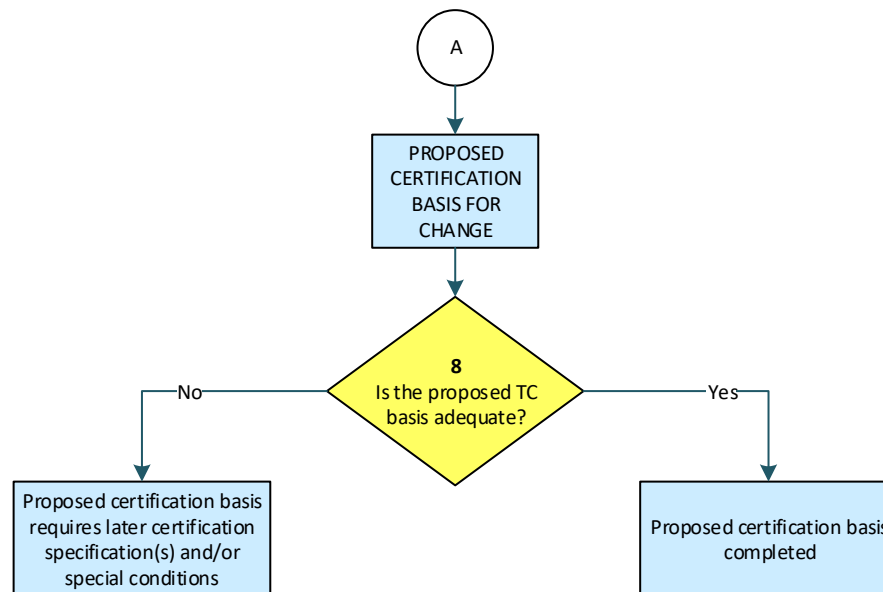 A
PROPOSED
CERTIFICATION
BASIS FOR
CHANGE
8
Is the proposed TC
basis adequate?
No
Yes
Proposed certification basis
requires later certification
specification(s) and/or
special conditions
Proposed certification basis
completed